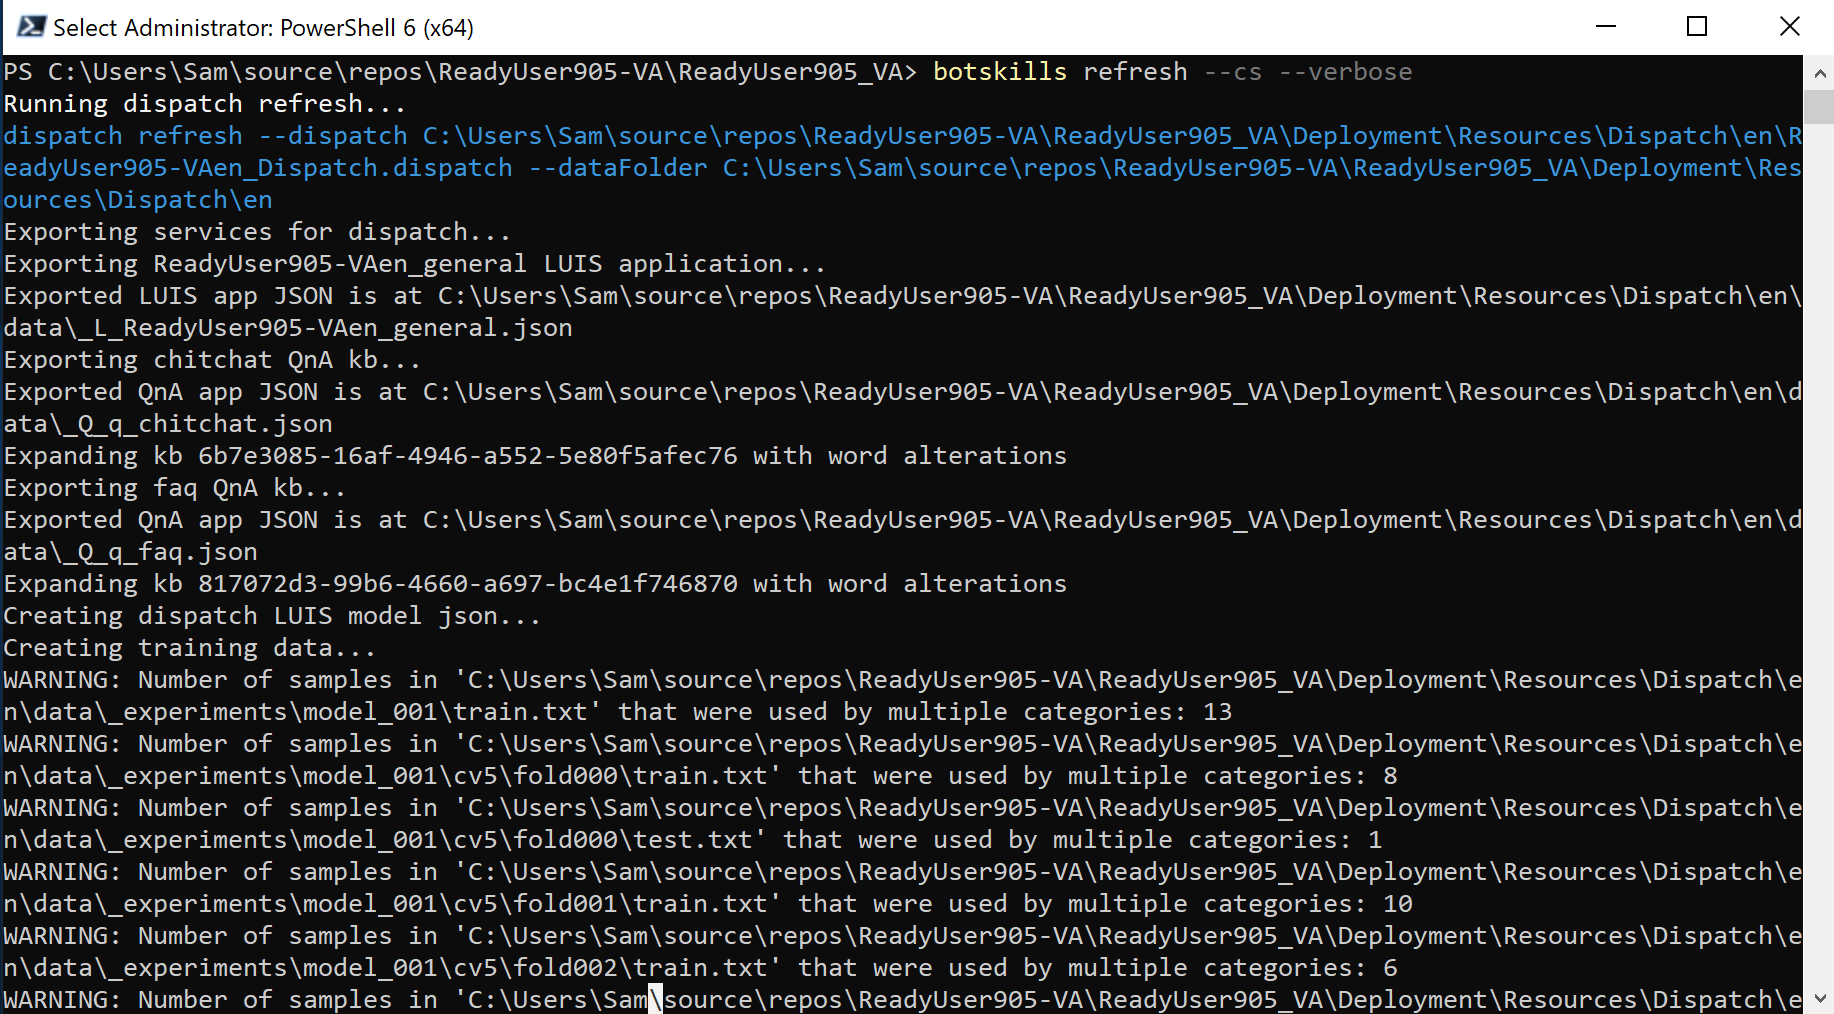 Select Administrator: PowerShell 6 (x64)
PS C:\Users\Sam\source\repos\ReadyUser905-VA\ReadyUser905_VA> botskills refresh --cs --verbose
Running dispatch refresh...
dispatch refresh --dispatch C:\Users\Sam\source\repos\ReadyUser905-VA\ReadyUser905_VA\Deployment\Resources\Dispatch\en\R
eadyUser905-VAen_Dispatch.dispatch --dataFolder C:\Users\Sam\source\repos\ReadyUser905-VA\ReadyUser905_VA\Deployment\Res
ources\Dispatch\en
Exporting services for dispatch...
Exporting ReadyUser905-VAen_general LUIS application...
Exported LUIS app JSON is at C:\Users\Sam\source\repos\ReadyUser905-VA\ReadyUser905_VA\Deployment\Resources\Dispatch\en\
data\_L_ReadyUser905-VAen_general.json
Exporting chitchat QnA kb...
Exported QnA app JSON is at C:\Users\Sam\source\repos\ReadyUser905-VA\ReadyUser905_VA\Deployment\Resources\Dispatch\en\d
ata\_Q_q_chitchat.json
Expanding kb 6b7e3085-16af-4946-a552-5e80f5afec76 with word alterations
Exporting faq QnA kb...
Exported QnA app JSON is at C:\Users\Sam\source\repos\ReadyUser905-VA\ReadyUser905_VA\Deployment\Resources\Dispatch\en\d
ata\_Q_q_faq.json
Expanding kb 817072d3-99b6-4660-a697-bc4e1f746870 with word alterations
Creating dispatch LUIS model json...
Creating training data...
WARNING: Number of samples in 'C:\Users\Sam\source\repos\ReadyUser905-VA\ReadyUser905_VA\Deployment\Resources\Dispatch\e
n\data\_experiments\model_001\train.txt' that were used by multiple categories: 13
WARNING: Number of samples in 'C:\Users\Sam\source\repos\ReadyUser905-VA\ReadyUser905_VA\Deployment\Resources\Dispatch\e
n\data\_experiments\model_001\cv5\fold000\train.txt' that were used by multiple categories: 8
WARNING: Number of samples in 'C:\Users\Sam\source\repos\ReadyUser905-VA\ReadyUser905_VA\Deployment\Resources\Dispatch\e
n\data\_experiments\model_001\cv5\fold000\test.txt' that were used by multiple categories: 1
WARNING: Number of samples in 'C:\Users\Sam\source\repos\ReadyUser905-VA\ReadyUser905_VA\Deployment\Resources\Dispatch\e
n\data\_experiments\model_001\cv5\fold001\train.txt' that were used by multiple categories: 10
WARNING: Number of samples in 'C:\Users\Sam\source\repos\ReadyUser905-VA\ReadyUser905_VA\Deployment\Resources\Dispatch\e
n\data\_experiments\model_001\cv5\fold002\train.txt' that were used by multiple categories: 6
WARNING: Number of samples in 'C:\Users\Sam\source\repos\ReadyUser905-VA\ReadyUser905_VA\Deployment\Resources\Dispatch\e